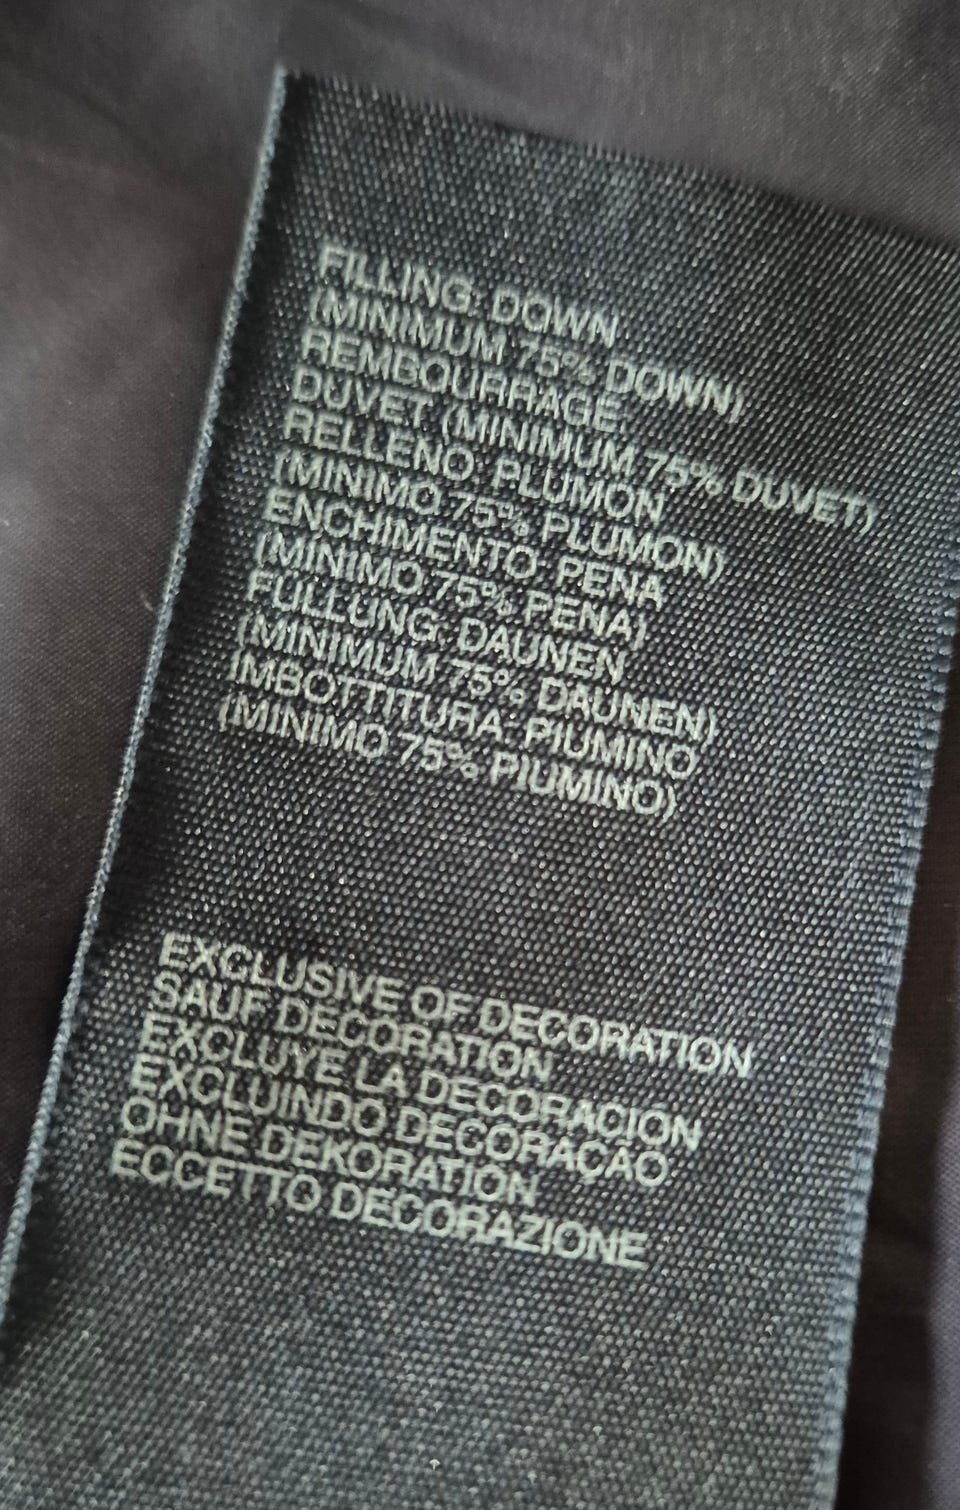 FILLING: DOWN
(MINIMUM 75% DOWN)
REMBOURRAGE:
DUVET (MINIMUM 75% DUVET)
RELLENO: PLUMON
(MINIMO 75% PLUMON)
ENCHIMENTO: PENA
(MINIMO 75% PENA)
FULLUNG: DAUNEN
(MINIMUM 75% DAUNEN)
IMBOTTITURA: PIUMINO
(MINIMO 75% PIUMINO)
EXCLUSIVE OF DECORATION
SAUF DECORATION
EXCLUYE LA DECORACION
EXCLUINDO DECORAÇAO
OHNE DEKORATION
ECCETTO DECORAZIONE